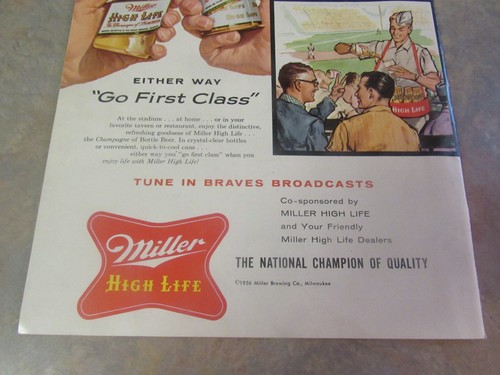 Miller
HIGH LIFE
HIGH LIFE
HIGH LIFE
EITHER WAY
"Go First Class"
At the stadium . . . at home . . . or in your
favorite tavern or restaurant, enjoy the distinctive,
refreshing goodness of Miller High Life . . .
the Champagne of Bottle Beer. In crystal-clear bottles
or convenient, quick-to-cool cans . . .
either way you "go first class" when you
enjoy life with Miller High Life!
TUNE IN BRAVES BROADCASTS
Co-sponsored by
MILLER HIGH LIFE
and Your Friendly
Miller High Life Dealers
THE NATIONAL CHAMPION OF QUALITY
©1956 Miller Brewing Co., Milwaukee
Miller
HIGH LIFE